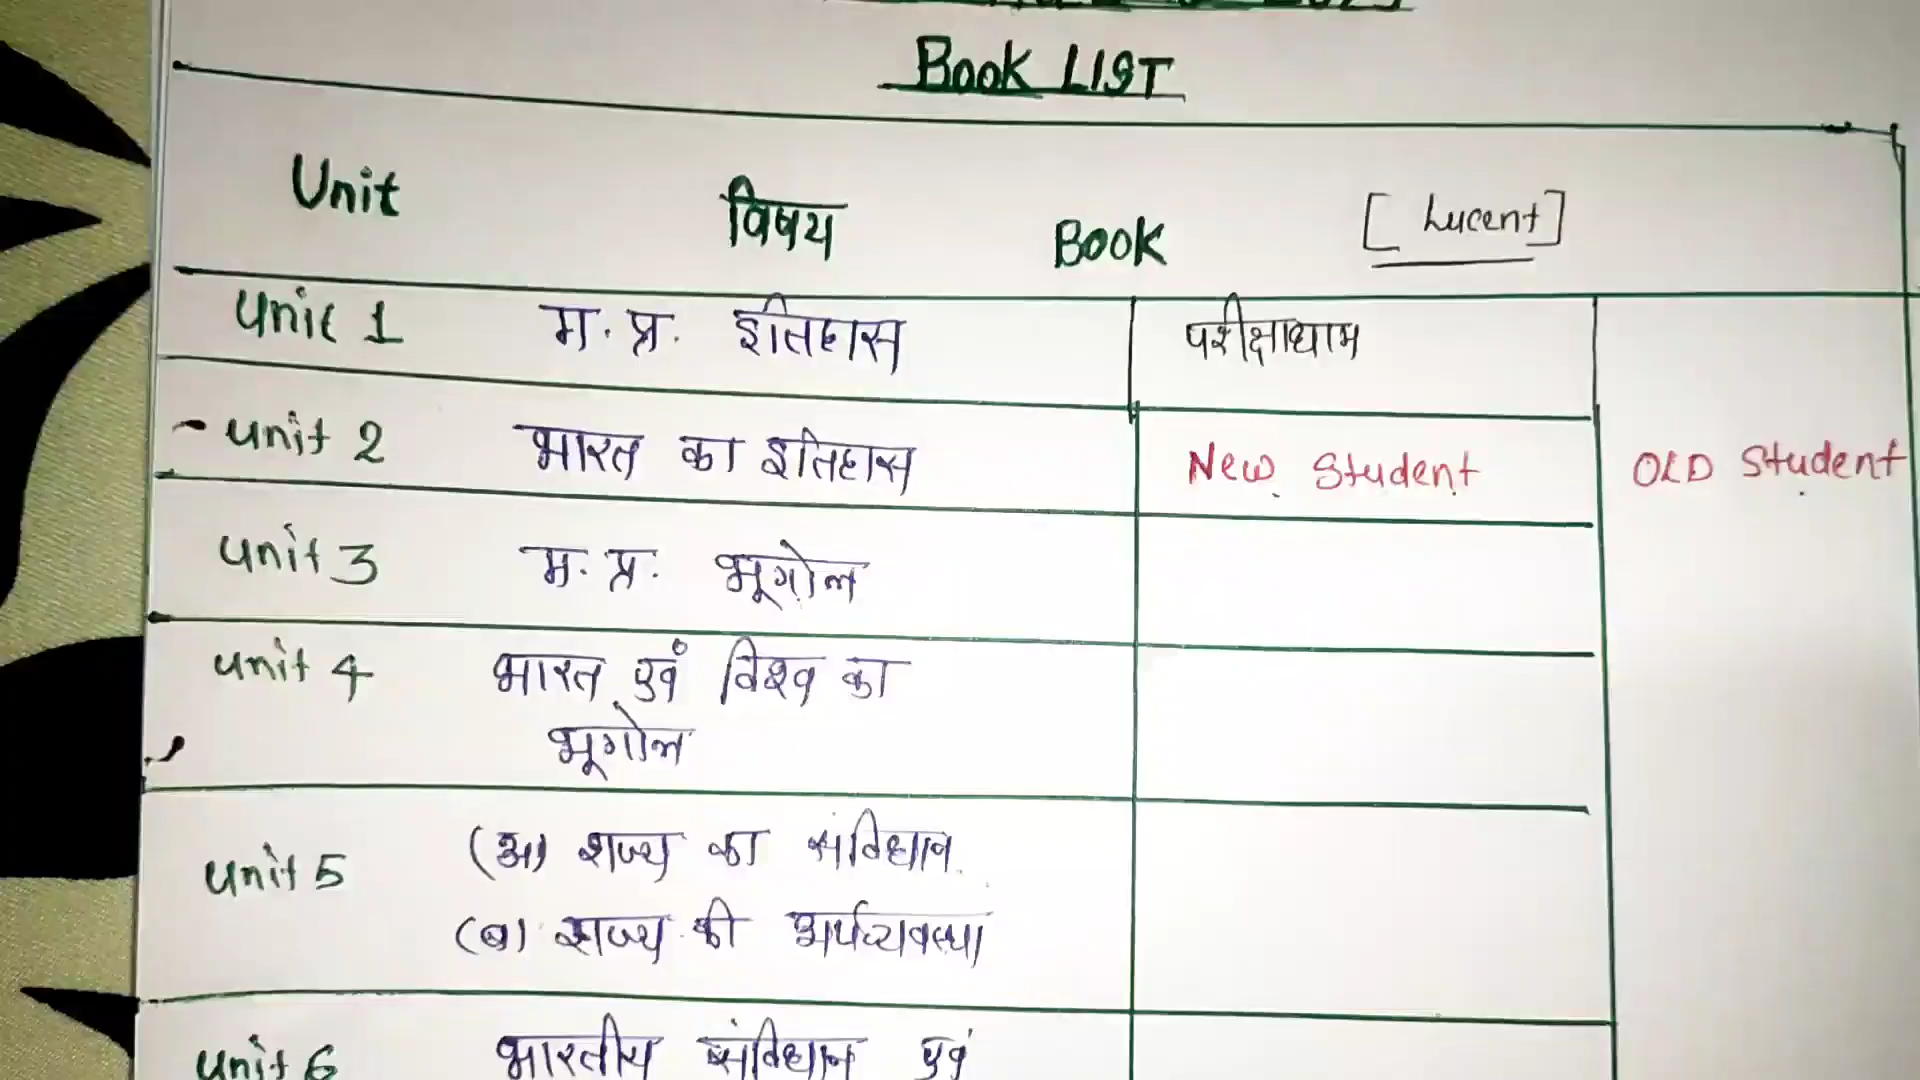 BOOK LIST
Unit विषय BOOK [Lucent]
Unit 1 म. प्र. इतिहास परीक्षाधाम
unit 2 भारत का इतिहास New Student OLD Student
unit 3 म. प्र. भूगोल
unit 4 भारत एवं विश्व का
भूगोल
unit 5 (अ) राज्य का संविधान
(ब) राज्य की अर्थव्यवस्था
unit 6 भारतीय संविधान एवं